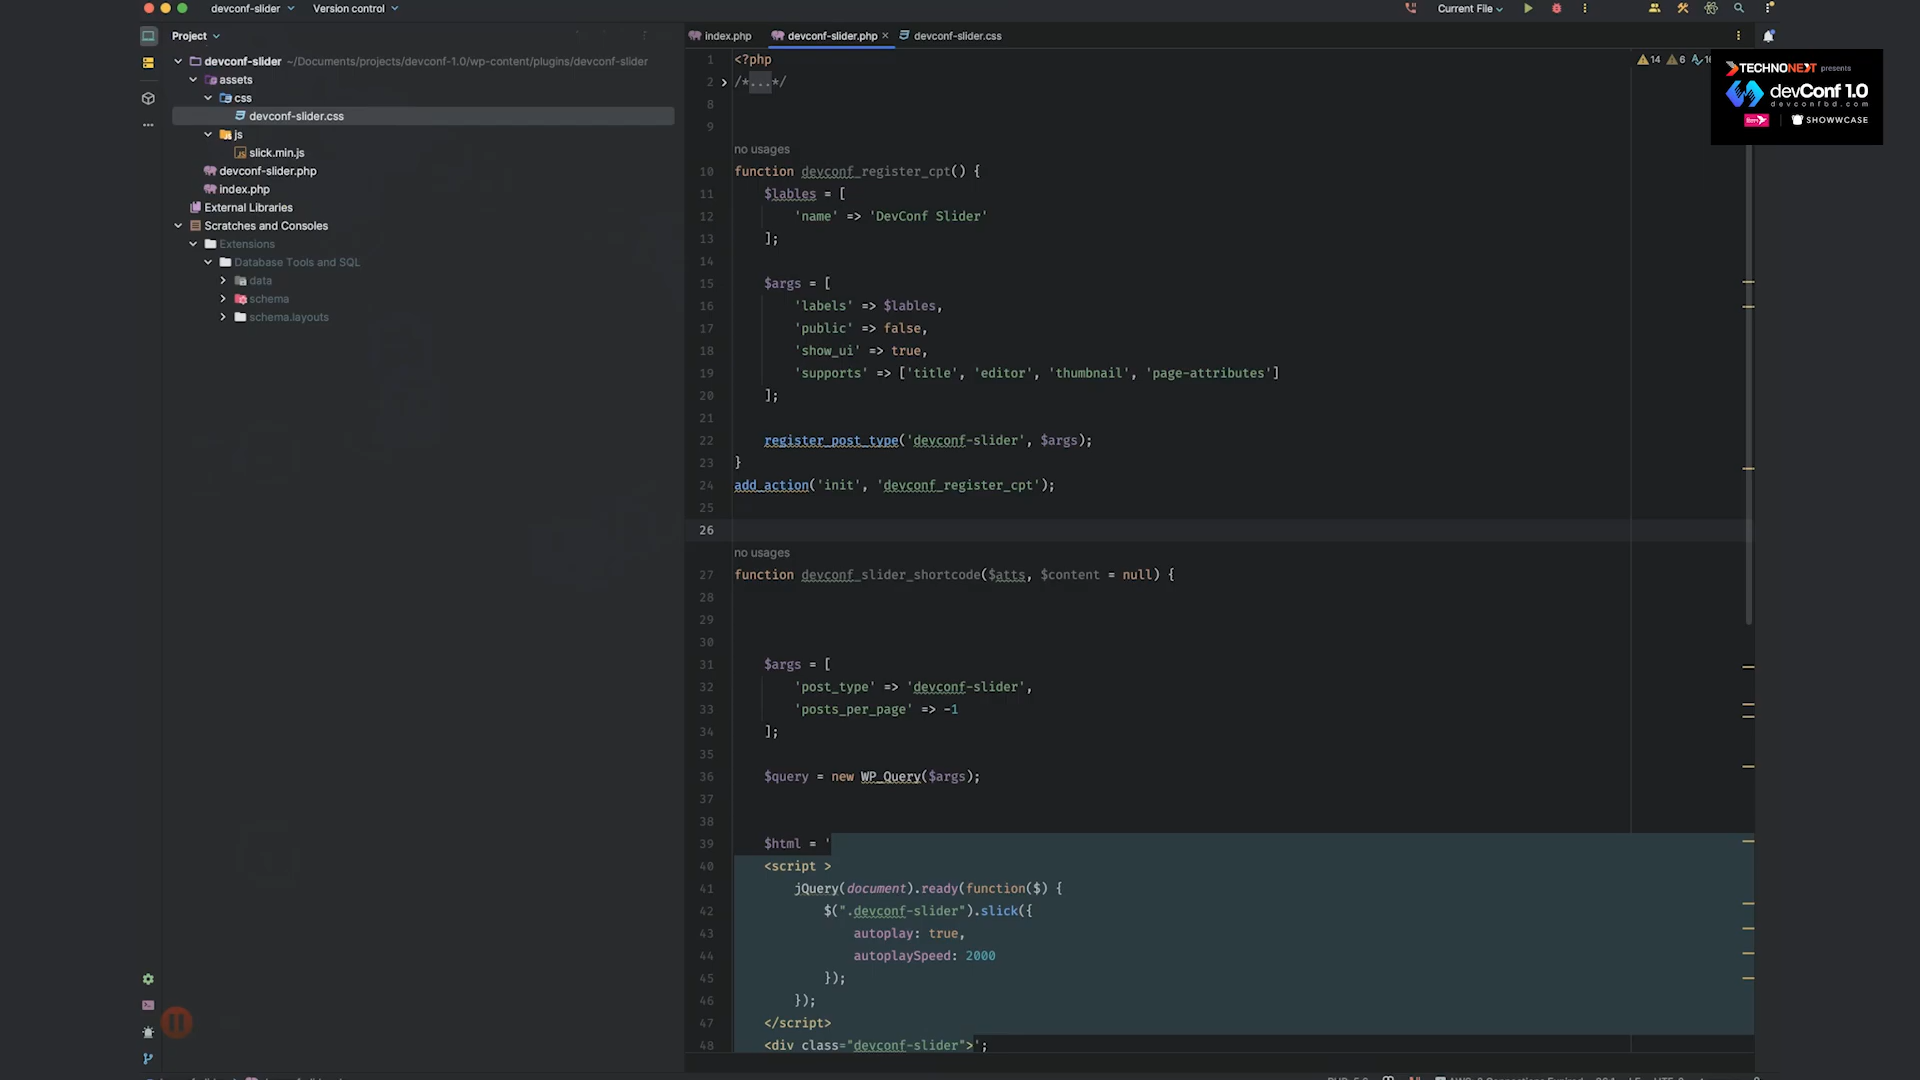 devconf-slider
Version control
Current File
Project
index.php
devconf-slider.php
devconf-slider.css
devconf-slider ~/Documents/projects/devconf-1.0/wp-content/plugins/devconf-slider
assets
css
devconf-slider.css
js
slick.min.js
devconf-slider.php
index.php
External Libraries
Scratches and Consoles
Extensions
Database Tools and SQL
data
schema
schema.layouts
14 6
TECHNONEXT presents
devConf 1.0
devconfbd.com
SHOWWCASE
1 <?php
2 /*...*/
8
9
no usages
10 function devconf_register_cpt() {
11 $lables = [
12 'name' => 'DevConf Slider'
13 ];
14
15 $args = [
16 'labels' => $lables,
17 'public' => false,
18 'show_ui' => true,
19 'supports' => ['title', 'editor', 'thumbnail', 'page-attributes']
20 ];
21
22 register_post_type('devconf-slider', $args);
23 }
24 add_action('init', 'devconf_register_cpt');
25
26
no usages
27 function devconf_slider_shortcode($atts, $content = null) {
28
29
30
31 $args = [
32 'post_type' => 'devconf-slider',
33 'posts_per_page' => -1
34 ];
35
36 $query = new WP_Query($args);
37
38
39 $html = '
40 <script >
41 jQuery(document).ready(function($) {
42 $(".devconf-slider").slick({
43 autoplay: true,
44 autoplaySpeed: 2000
45 });
46 });
47 </script>
48 <div class="devconf-slider">';